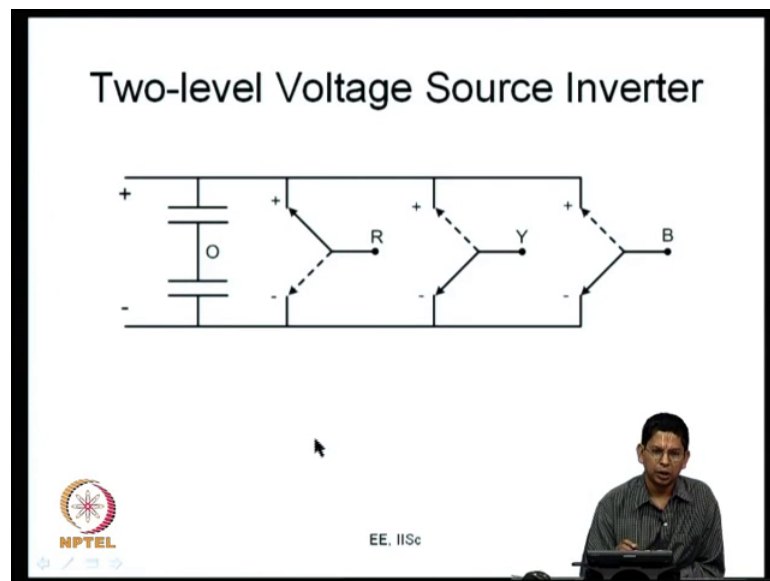 Two-level Voltage Source Inverter
+ + + +
O R Y B
- - - -
NPTEL
EE, IISc